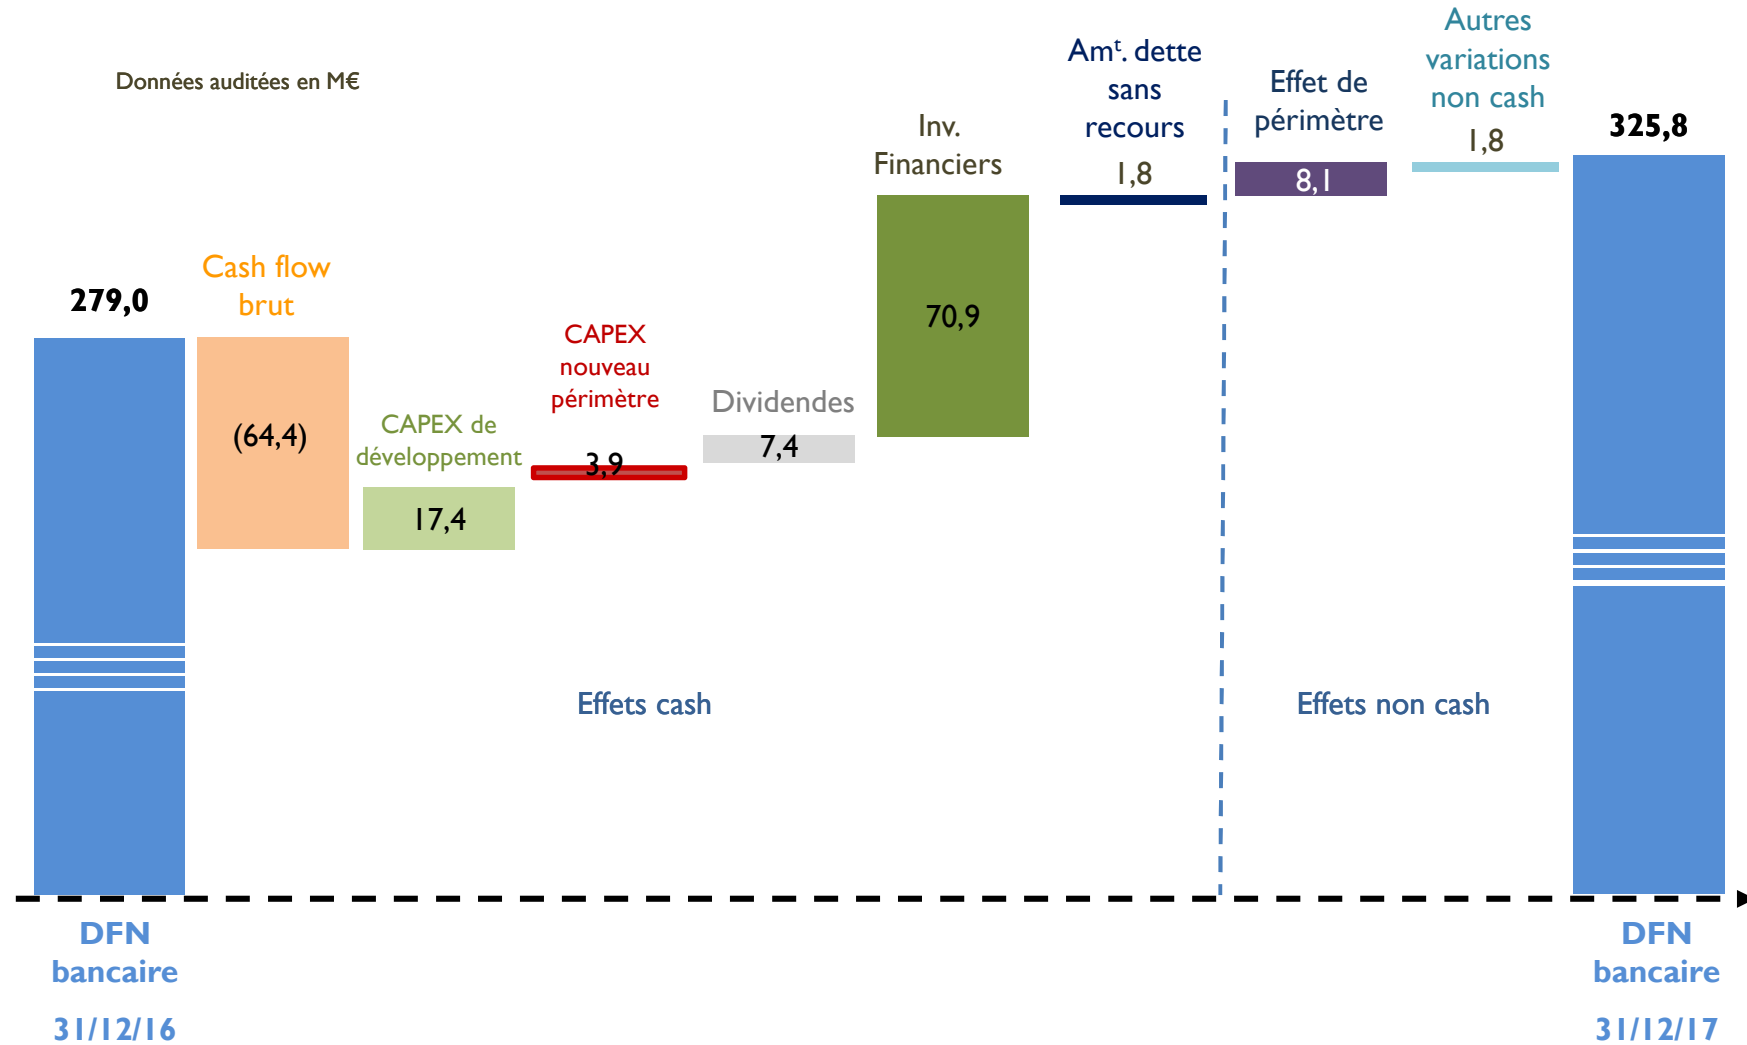 Données auditées en M€
279,0
Cash flow
brut
(64,4)
CAPEX de
développement
17,4
CAPEX
nouveau
périmètre
3,9
Dividendes
7,4
Inv.
Financiers
70,9
Amᵗ. dette
sans
recours
1,8
Effet de
périmètre
8,1
Autres
variations
non cash
1,8
325,8
Effets cash
Effets non cash
DFN
bancaire
31/12/16
DFN
bancaire
31/12/17